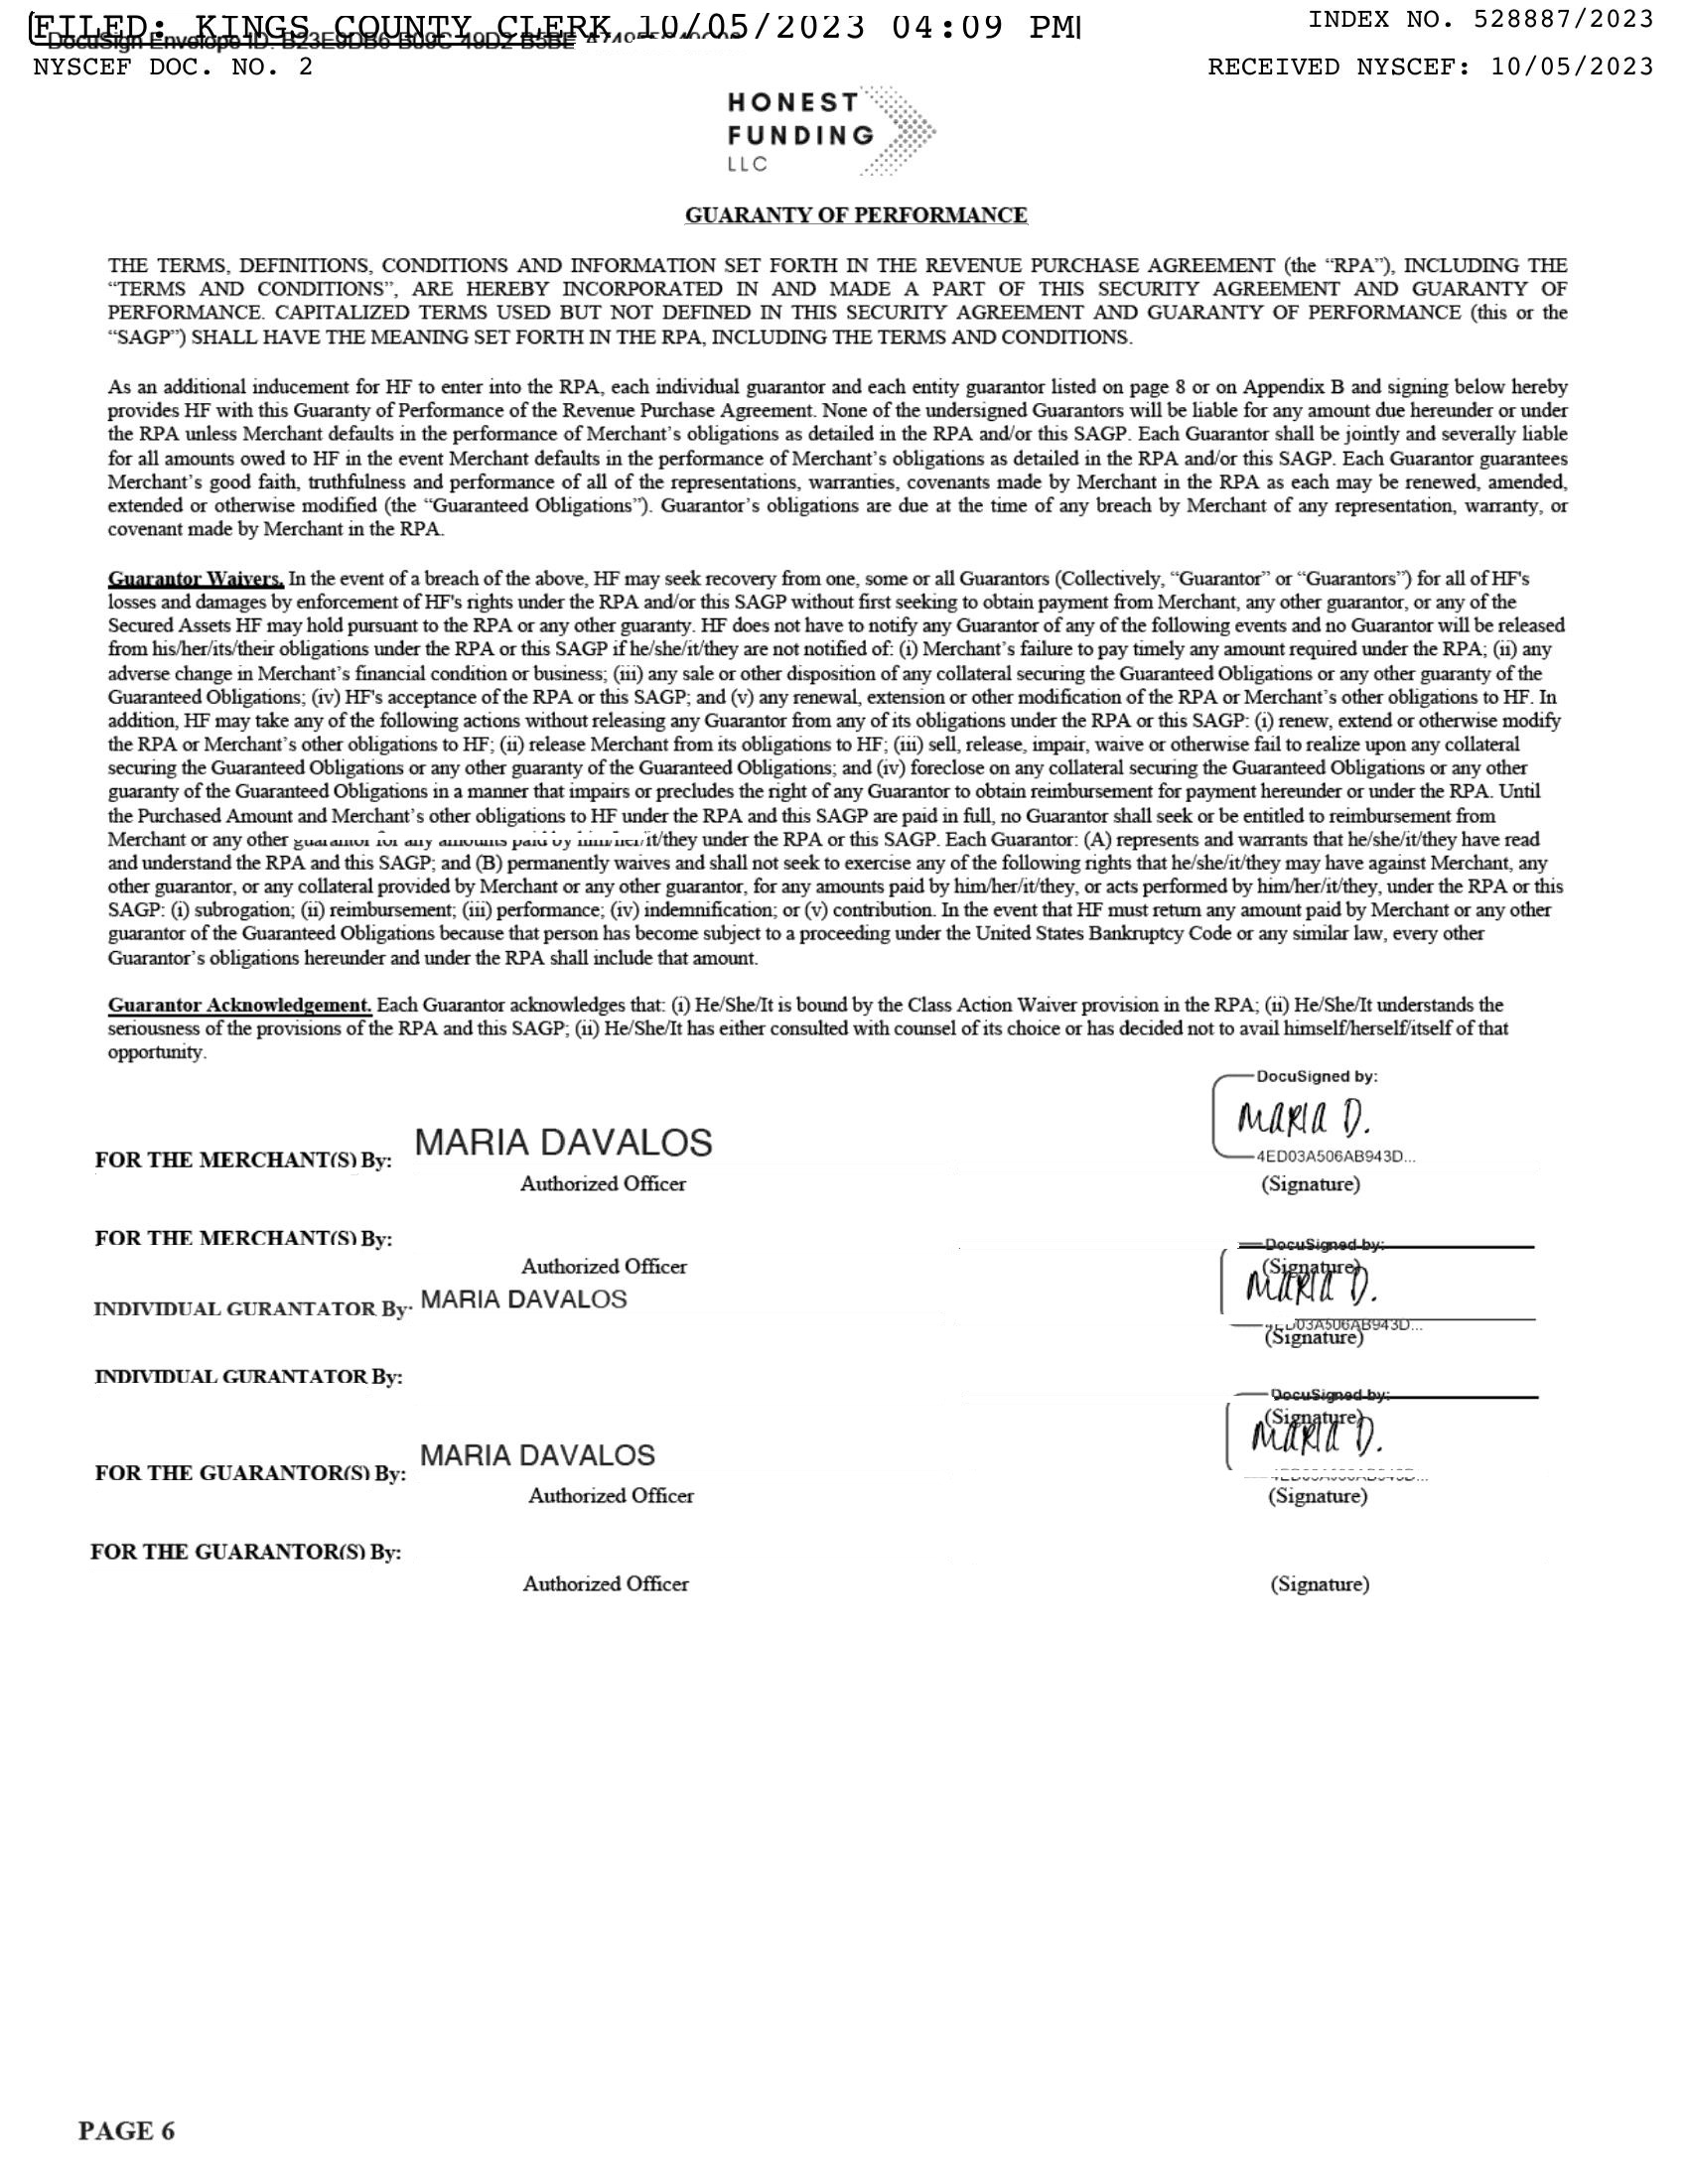 FILED: KINGS COUNTY CLERK 10/05/2023 04:09 PM
INDEX NO. 528887/2023
DocuSign Envelope ID: B23E9DB6-B09C-49D2-B5BE
NYSCEF DOC. NO. 2
RECEIVED NYSCEF: 10/05/2023
HONEST
FUNDING
LLC
GUARANTY OF PERFORMANCE
THE TERMS, DEFINITIONS, CONDITIONS AND INFORMATION SET FORTH IN THE REVENUE PURCHASE AGREEMENT (the “RPA”), INCLUDING THE
“TERMS AND CONDITIONS”, ARE HEREBY INCORPORATED IN AND MADE A PART OF THIS SECURITY AGREEMENT AND GUARANTY OF
PERFORMANCE. CAPITALIZED TERMS USED BUT NOT DEFINED IN THIS SECURITY AGREEMENT AND GUARANTY OF PERFORMANCE (this or the
“SAGP”) SHALL HAVE THE MEANING SET FORTH IN THE RPA, INCLUDING THE TERMS AND CONDITIONS.
As an additional inducement for HF to enter into the RPA, each individual guarantor and each entity guarantor listed on page 8 or on Appendix B and signing below hereby
provides HF with this Guaranty of Performance of the Revenue Purchase Agreement. None of the undersigned Guarantors will be liable for any amount due hereunder or under
the RPA unless Merchant defaults in the performance of Merchant’s obligations as detailed in the RPA and/or this SAGP. Each Guarantor shall be jointly and severally liable
for all amounts owed to HF in the event Merchant defaults in the performance of Merchant’s obligations as detailed in the RPA and/or this SAGP. Each Guarantor guarantees
Merchant’s good faith, truthfulness and performance of all of the representations, warranties, covenants made by Merchant in the RPA as each may be renewed, amended,
extended or otherwise modified (the “Guaranteed Obligations”). Guarantor’s obligations are due at the time of any breach by Merchant of any representation, warranty, or
covenant made by Merchant in the RPA.
Guarantor Waivers. In the event of a breach of the above, HF may seek recovery from one, some or all Guarantors (Collectively, “Guarantor” or “Guarantors”) for all of HF's
losses and damages by enforcement of HF's rights under the RPA and/or this SAGP without first seeking to obtain payment from Merchant, any other guarantor, or any of the
Secured Assets HF may hold pursuant to the RPA or any other guaranty. HF does not have to notify any Guarantor of any of the following events and no Guarantor will be released
from his/her/its/their obligations under the RPA or this SAGP if he/she/it/they are not notified of: (i) Merchant’s failure to pay timely any amount required under the RPA; (ii) any
adverse change in Merchant’s financial condition or business; (iii) any sale or other disposition of any collateral securing the Guaranteed Obligations or any other guaranty of the
Guaranteed Obligations; (iv) HF's acceptance of the RPA or this SAGP; and (v) any renewal, extension or other modification of the RPA or Merchant’s other obligations to HF. In
addition, HF may take any of the following actions without releasing any Guarantor from any of its obligations under the RPA or this SAGP: (i) renew, extend or otherwise modify
the RPA or Merchant’s other obligations to HF; (ii) release Merchant from its obligations to HF; (iii) sell, release, impair, waive or otherwise fail to realize upon any collateral
securing the Guaranteed Obligations or any other guaranty of the Guaranteed Obligations; and (iv) foreclose on any collateral securing the Guaranteed Obligations or any other
guaranty of the Guaranteed Obligations in a manner that impairs or precludes the right of any Guarantor to obtain reimbursement for payment hereunder or under the RPA. Until
the Purchased Amount and Merchant’s other obligations to HF under the RPA and this SAGP are paid in full, no Guarantor shall seek or be entitled to reimbursement from
Merchant or any other guarantor for any amounts paid by him/her/it/they under the RPA or this SAGP. Each Guarantor: (A) represents and warrants that he/she/it/they have read
and understand the RPA and this SAGP; and (B) permanently waives and shall not seek to exercise any of the following rights that he/she/it/they may have against Merchant, any
other guarantor, or any collateral provided by Merchant or any other guarantor, for any amounts paid by him/her/it/they, or acts performed by him/her/it/they, under the RPA or this
SAGP: (i) subrogation; (ii) reimbursement; (iii) performance; (iv) indemnification; or (v) contribution. In the event that HF must return any amount paid by Merchant or any other
guarantor of the Guaranteed Obligations because that person has become subject to a proceeding under the United States Bankruptcy Code or any similar law, every other
Guarantor’s obligations hereunder and under the RPA shall include that amount.
Guarantor Acknowledgement. Each Guarantor acknowledges that: (i) He/She/It is bound by the Class Action Waiver provision in the RPA; (ii) He/She/It understands the
seriousness of the provisions of the RPA and this SAGP; (ii) He/She/It has either consulted with counsel of its choice or has decided not to avail himself/herself/itself of that
opportunity.
DocuSigned by:
MARIA D.
4ED03A506AB943D...
FOR THE MERCHANT(S) By: MARIA DAVALOS
Authorized Officer
(Signature)
FOR THE MERCHANT(S) By:
DocuSigned by:
Authorized Officer
(Signature)
MARIA D.
INDIVIDUAL GURANTATOR By: MARIA DAVALOS
4ED03A506AB943D...
(Signature)
INDIVIDUAL GURANTATOR By:
DocuSigned by:
(Signature)
MARIA D.
FOR THE GUARANTOR(S) By: MARIA DAVALOS
4ED03A506AB943D...
Authorized Officer
(Signature)
FOR THE GUARANTOR(S) By:
Authorized Officer
(Signature)
PAGE 6